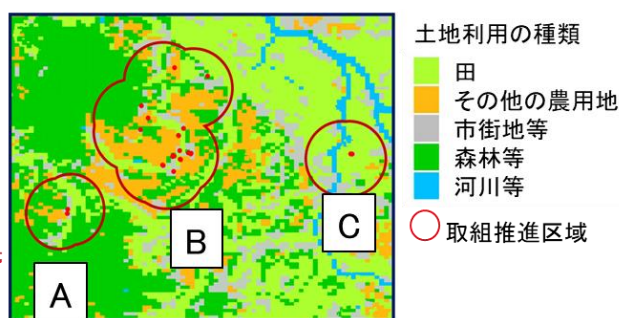 土地利用の種類
田
その他の農用地
市街地等
森林等
河川等
取組推進区域
A
B
C